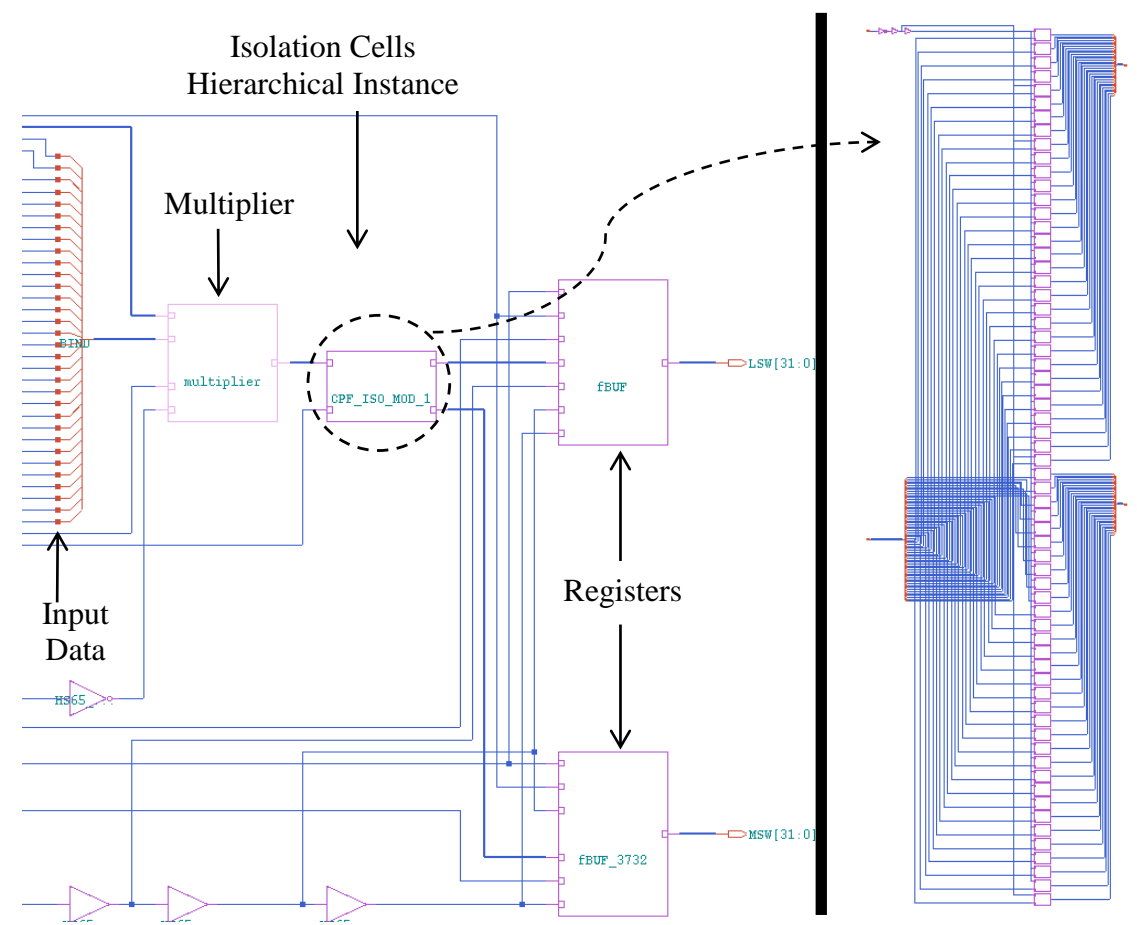 Isolation Cells
Hierarchical Instance
Multiplier
BIND
multiplier
CPF_ISO_MOD_1
fBUF
LSW[31:0]
Registers
Input
Data
HS65_...
fBUF_3732
MSW[31:0]